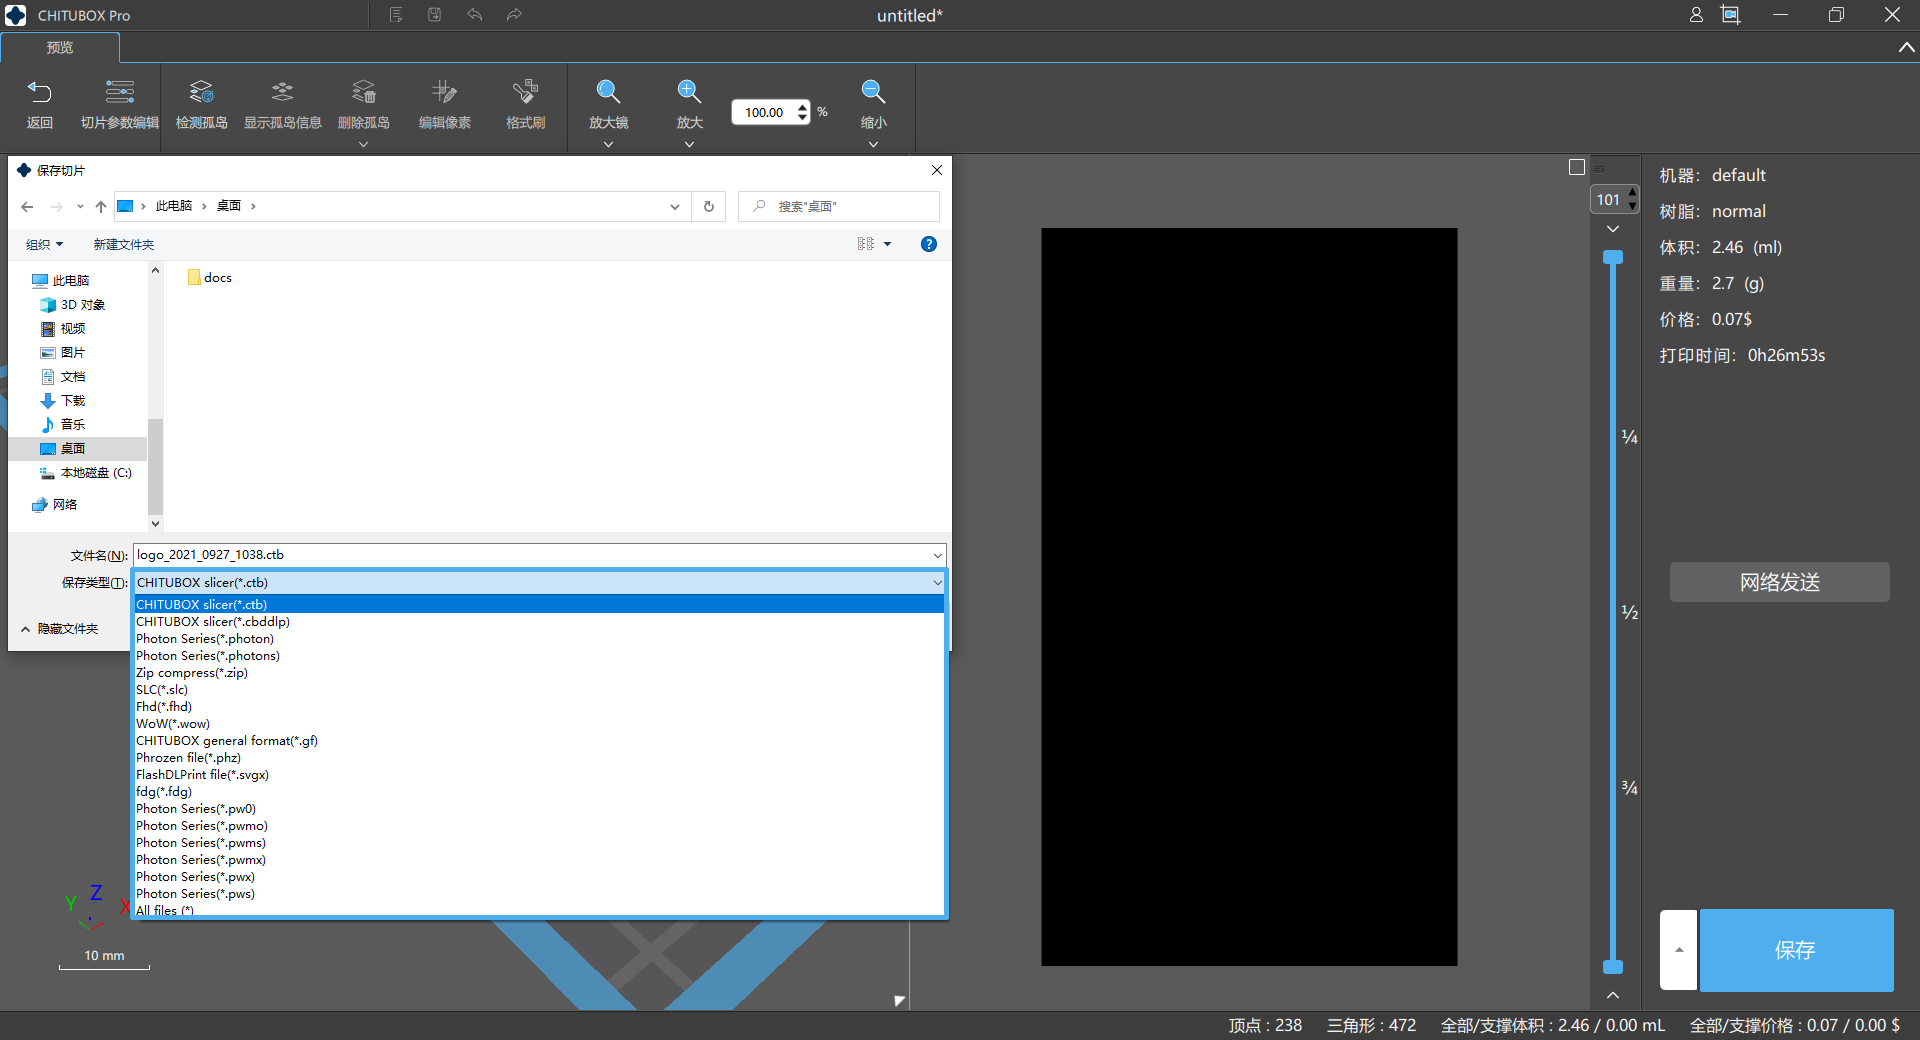 CHITUBOX Pro
untitled*
预览
返回
切片参数编辑
检测孤岛
显示孤岛信息
删除孤岛
编辑像素
格式刷
放大镜
放大
100.00 %
缩小
保存切片
此电脑 › 桌面 ›
搜索"桌面"
组织
新建文件夹
此电脑
3D 对象
视频
图片
文档
下载
音乐
桌面
本地磁盘 (C:)
网络
docs
文件名(N): logo_2021_0927_1038.ctb
保存类型(T): CHITUBOX slicer(*.ctb)
CHITUBOX slicer(*.ctb)
CHITUBOX slicer(*.cbddlp)
Photon Series(*.photon)
Photon Series(*.photons)
Zip compress(*.zip)
SLC(*.slc)
Fhd(*.fhd)
WoW(*.wow)
CHITUBOX general format(*.gf)
Phrozen file(*.phz)
FlashDLPrint file(*.svgx)
fdg(*.fdg)
Photon Series(*.pw0)
Photon Series(*.pwmo)
Photon Series(*.pwms)
Photon Series(*.pwmx)
Photon Series(*.pwx)
Photon Series(*.pws)
All files (*)
隐藏文件夹
Y Z X
10 mm
101
¼
½
¾
机器: default
树脂: normal
体积: 2.46 (ml)
重量: 2.7 (g)
价格: 0.07$
打印时间: 0h26m53s
网络发送
保存
顶点 : 238
三角形 : 472
全部/支撑体积 : 2.46 / 0.00 mL
全部/支撑价格 : 0.07 / 0.00 $